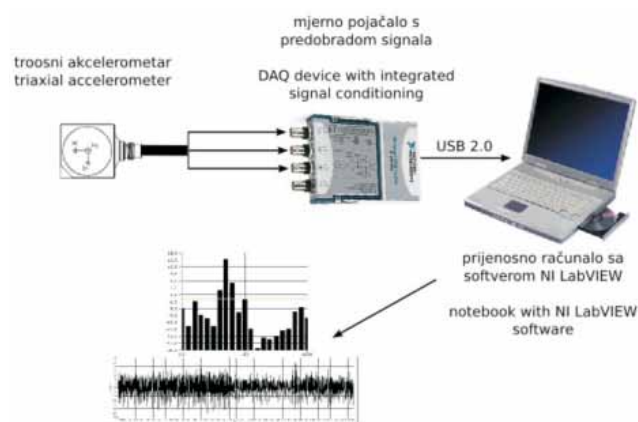 mjerno pojačalo s
predobradom signala
troosni akcelerometar
triaxial accelerometer
DAQ device with integrated
signal conditioning
USB 2.0
prijenosno računalo sa
softverom NI LabVIEW
notebook with NI LabVIEW
software